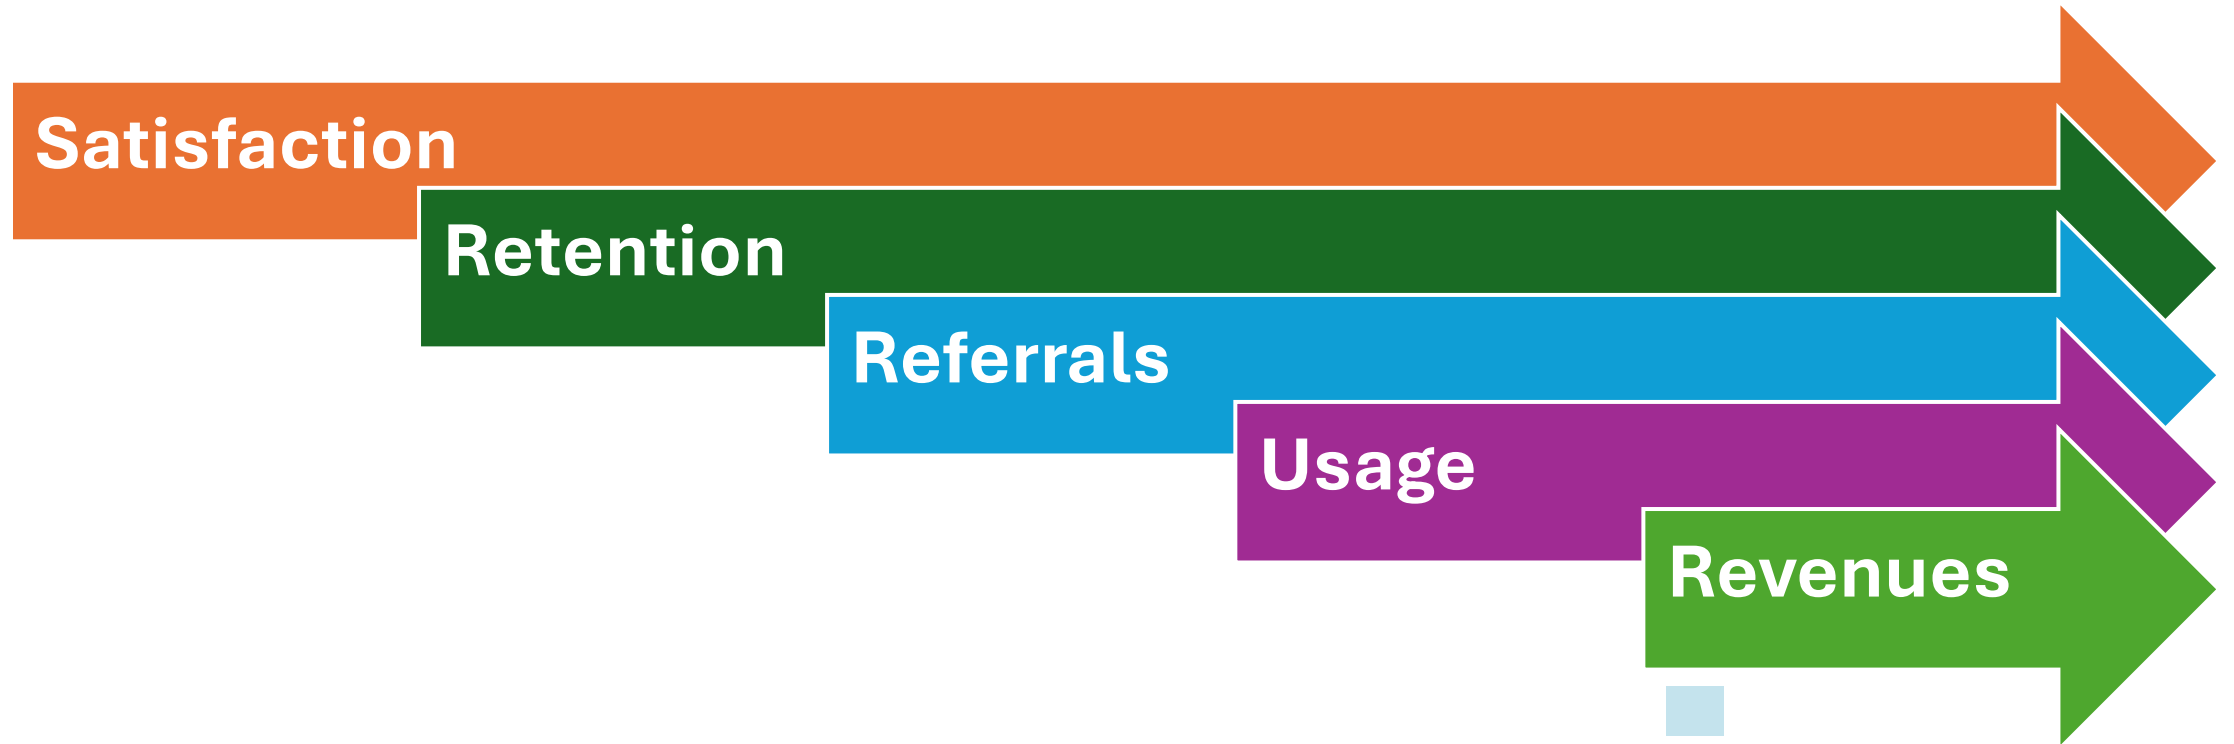 Satisfaction
Retention
Referrals
Usage
Revenues